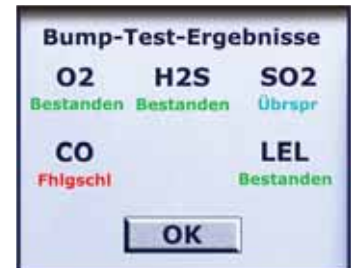 Bump-Test-Ergebnisse
O2 H2S SO2
Bestanden Bestanden Übrspr
CO LEL
Fhlgschl Bestanden
OK